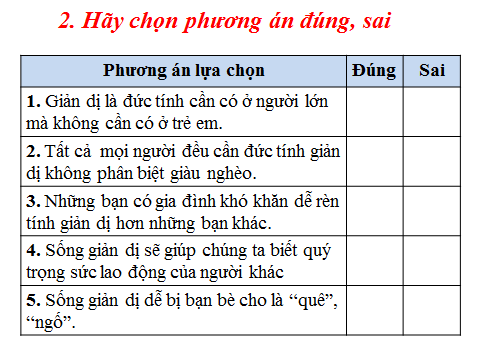 2. Hãy chọn phương án đúng, sai
Phương án lựa chọn Đúng Sai
1. Giản dị là đức tính cần có ở người lớn
mà không cần có ở trẻ em.
2. Tất cả mọi người đều cần đức tính giản
dị không phân biệt giàu nghèo.
3. Những bạn có gia đình khó khăn dễ rèn
tính giản dị hơn những bạn khác.
4. Sống giản dị sẽ giúp chúng ta biết quý
trọng sức lao động của người khác
5. Sống giản dị dễ bị bạn bè cho là “quê”,
“ngố”.